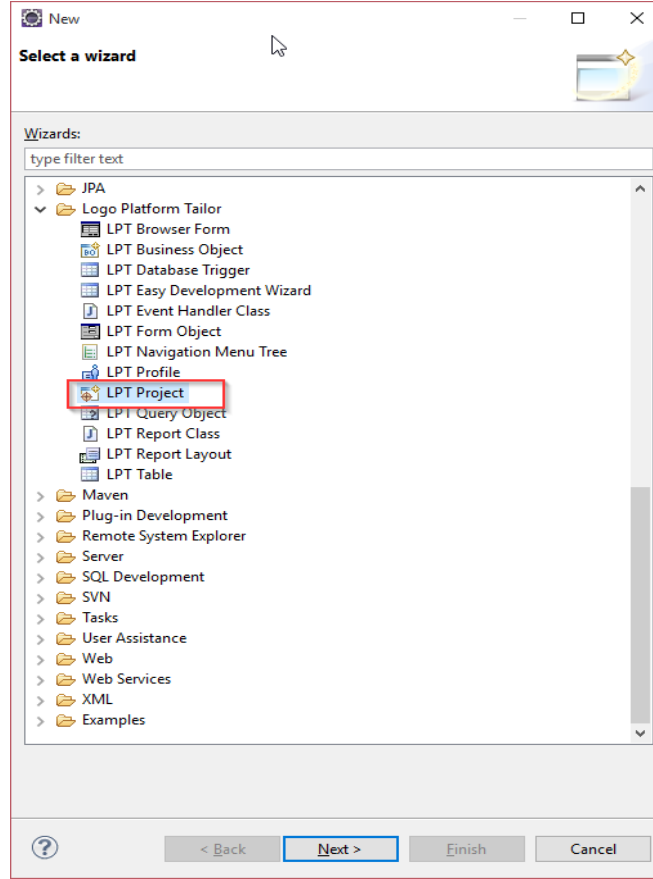 New
Select a wizard
Wizards:
type filter text
JPA
Logo Platform Tailor
LPT Browser Form
LPT Business Object
LPT Database Trigger
LPT Easy Development Wizard
LPT Event Handler Class
LPT Form Object
LPT Navigation Menu Tree
LPT Profile
LPT Project
LPT Query Object
LPT Report Class
LPT Report Layout
LPT Table
Maven
Plug-in Development
Remote System Explorer
Server
SQL Development
SVN
Tasks
User Assistance
Web
Web Services
XML
Examples
? < Back Next > Finish Cancel